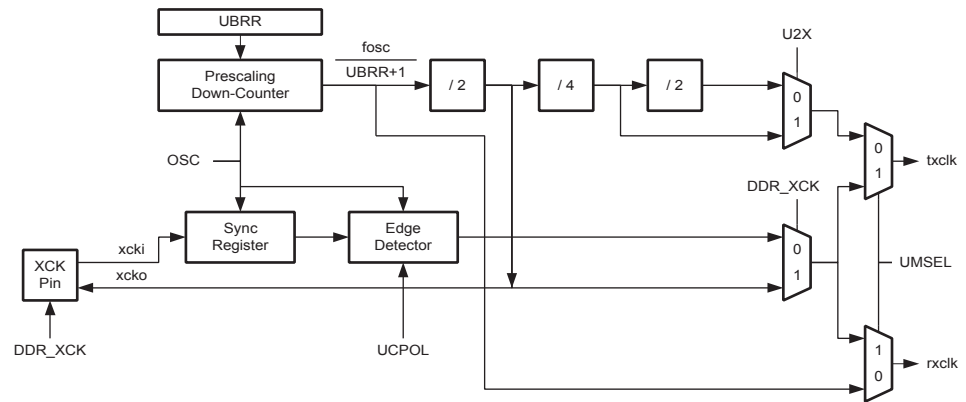 UBRR
U2X
fosc
UBRR+1
Prescaling
Down-Counter
/ 2
/ 4
/ 2
0
1
OSC
0
1
txclk
DDR_XCK
Sync
Register
Edge
Detector
xcki
0
1
XCK
Pin
xcko
UMSEL
DDR_XCK
UCPOL
1
0
rxclk